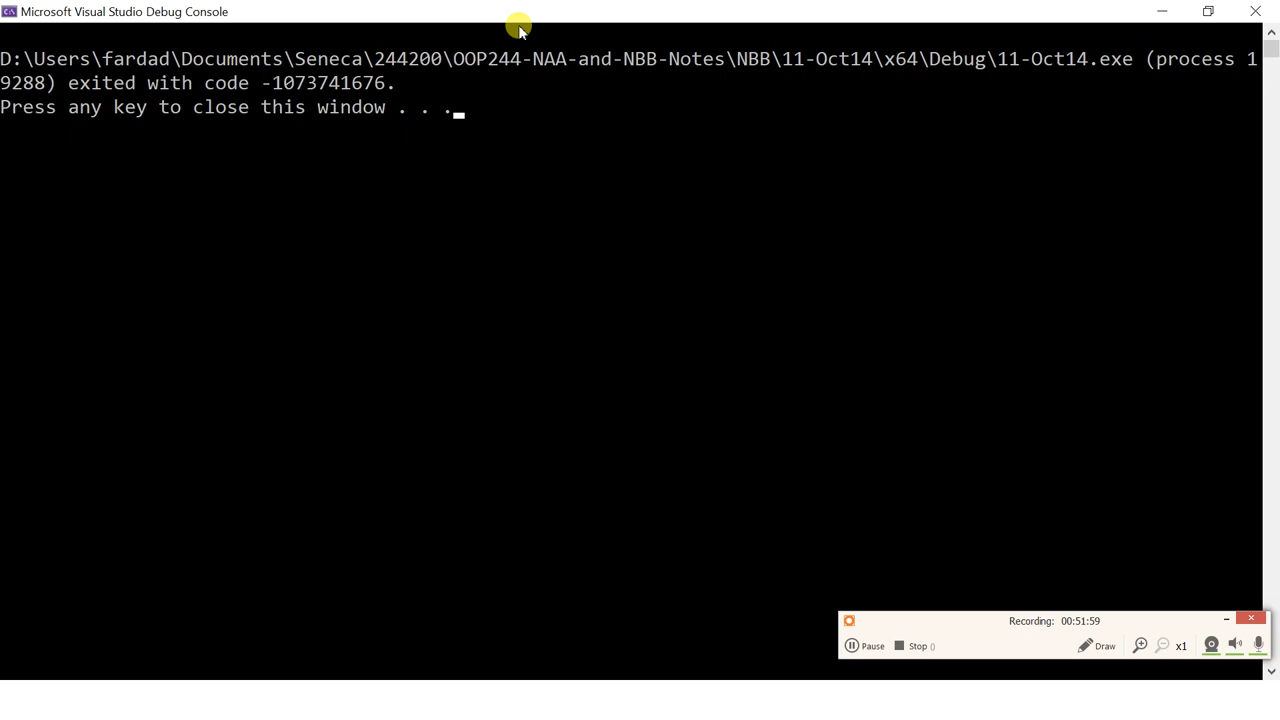 Microsoft Visual Studio Debug Console
D:\Users\fardad\Documents\Seneca\244200\OOP244-NAA-and-NBB-Notes\NBB\11-Oct14\x64\Debug\11-Oct14.exe (process 1
9288) exited with code -1073741676.
Press any key to close this window . . .
Recording: 00:51:59
Pause Stop () Draw x1